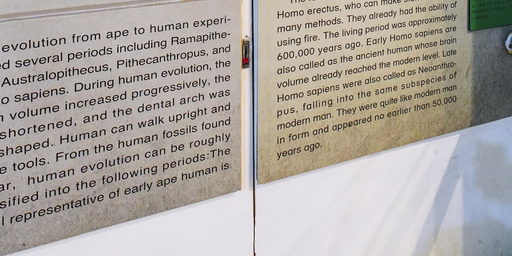 evolution from ape to human experi-
ed several periods including Ramapithe-
Australopithecus, Pithecanthropus, and
o sapiens. During human evolution, the
n volume increased progressively, the
shortened, and the dental arch was
shaped. Human can walk upright and
e tools. From the human fossils found
ar, human evolution can be roughly
sified into the following periods:The
l representative of early ape human is
Homo erectus, who can make
many methods. They already had the ability of
using fire. The living period was approximately
600,000 years ago. Early Homo sapiens are
also called as the ancient human whose brain
volume already reached the modern level. Late
Homo sapiens were also called as Neoanthro-
pus, falling into the same subspecies of
modern man. They were quite like modern man
in form and appeared no earlier than 50,000
years ago.